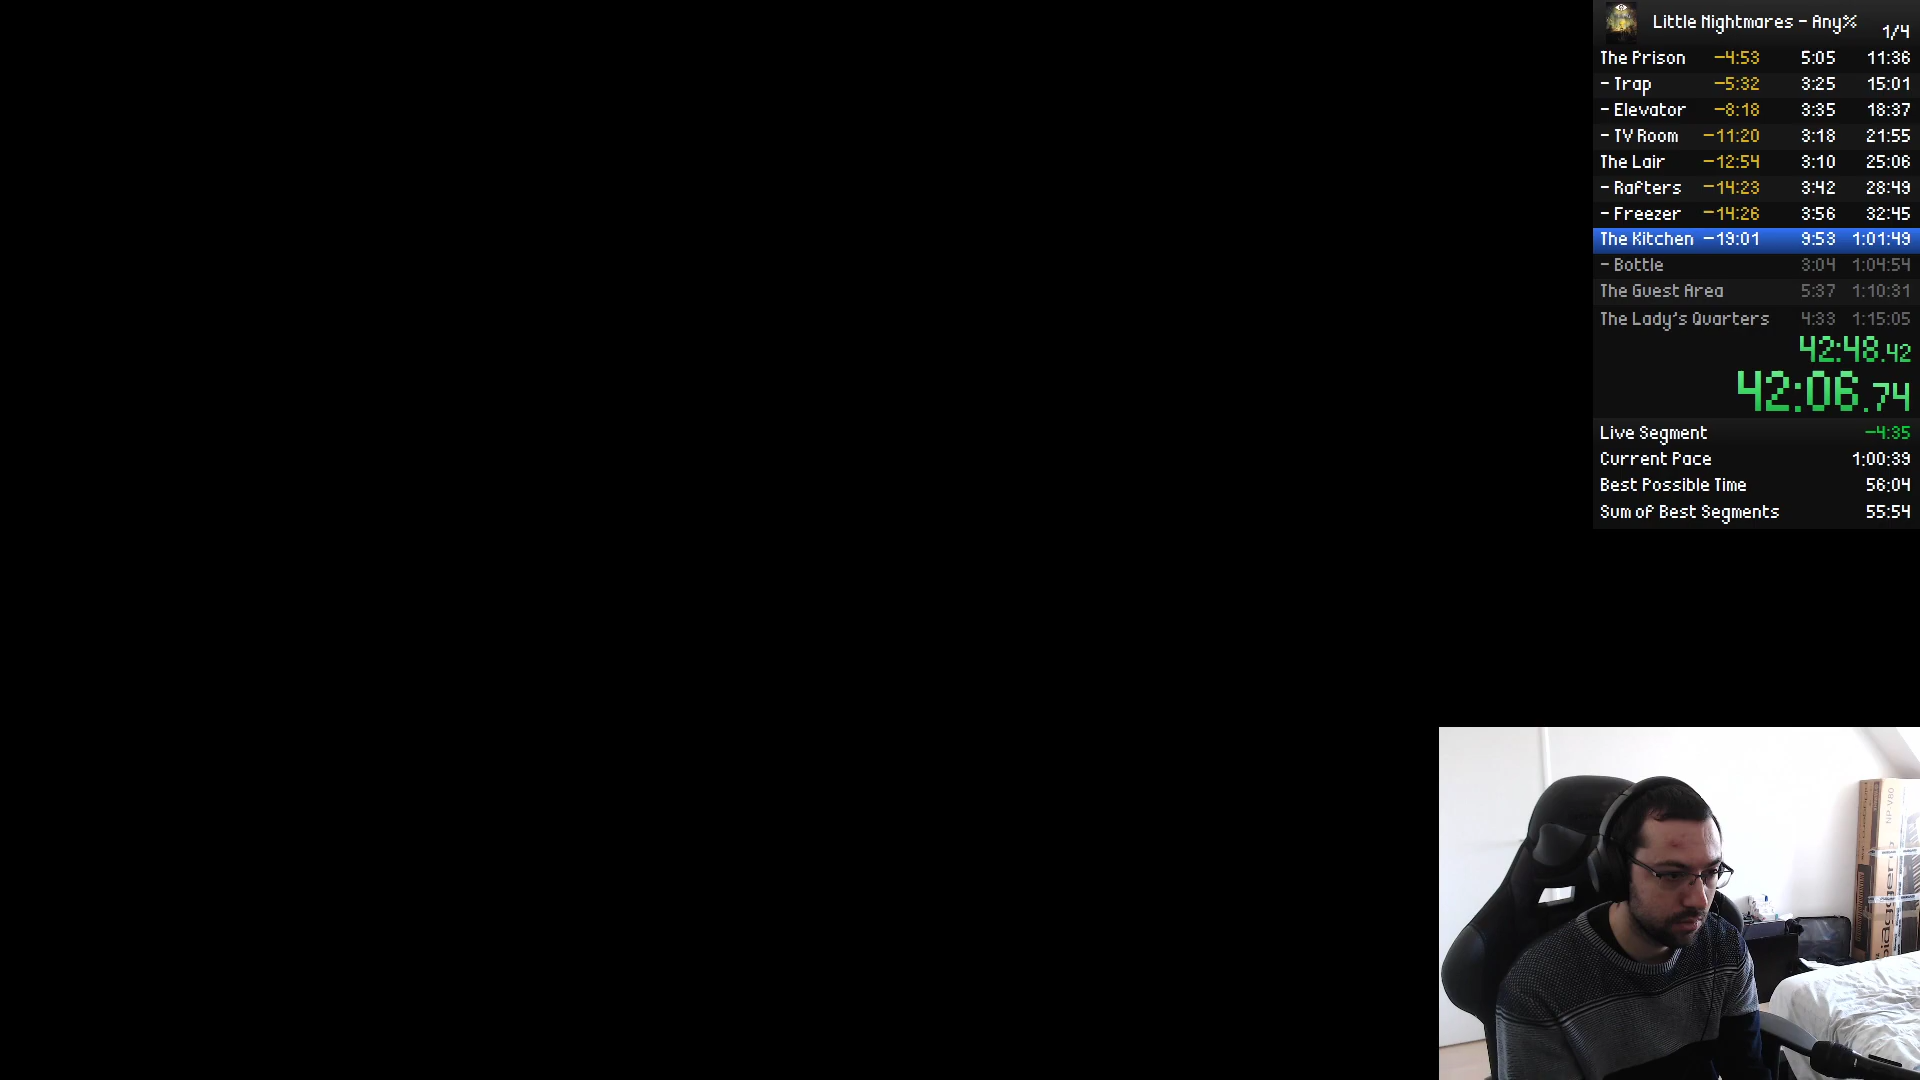 Little Nightmares - Any%
1/4
The Prison -4:53 5:05 11:36
- Trap -5:32 3:25 15:01
- Elevator -8:18 3:35 18:37
- TV Room -11:20 3:18 21:55
The Lair -12:54 3:10 25:06
- Rafters -14:23 3:42 28:49
- Freezer -14:26 3:56 32:45
The Kitchen -19:01 9:53 1:01:49
- Bottle 3:04 1:04:54
The Guest Area 5:37 1:10:31
The Lady's Quarters 4:33 1:15:05
42:48.42
42:06.74
Live Segment -4:35
Current Pace 1:00:39
Best Possible Time 56:04
Sum of Best Segments 55:54
NP-V80
piaggero